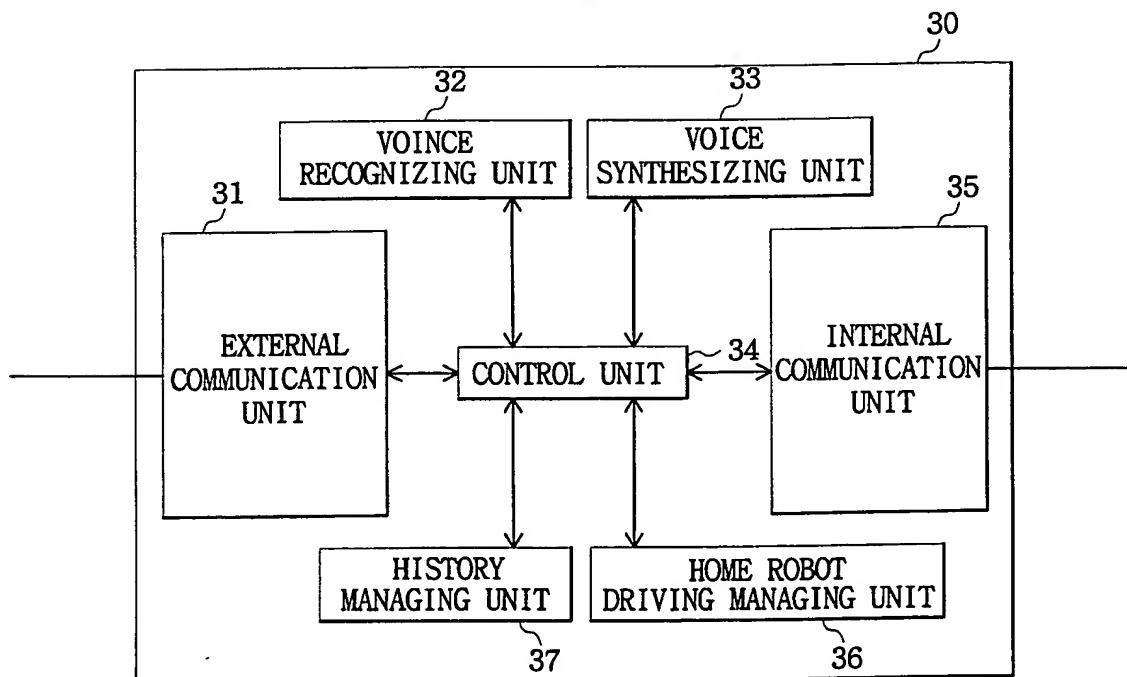 30
32
33
VOINCE
RECOGNIZING UNIT
VOICE
SYNTHESIZING UNIT
31
35
EXTERNAL
COMMUNICATION
UNIT
34
CONTROL UNIT
INTERNAL
COMMUNICATION
UNIT
HISTORY
MANAGING UNIT
HOME ROBOT
DRIVING MANAGING UNIT
37
36